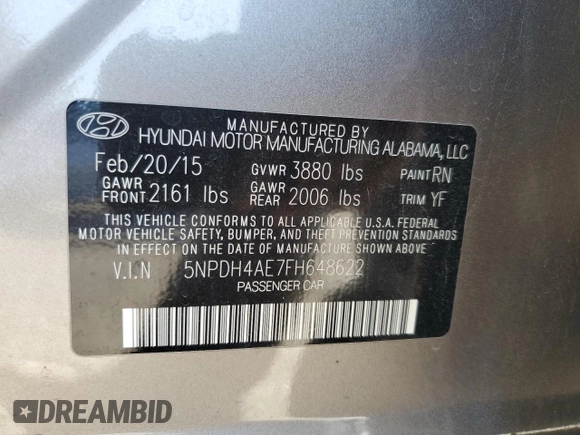 MANUFACTURED BY
HYUNDAI MOTOR MANUFACTURING ALABAMA, LLC
Feb/20/15 GVWR 3880 lbs PAINT RN
GAWR FRONT 2161 lbs GAWR REAR 2006 lbs TRIM YF
THIS VEHICLE CONFORMS TO ALL APPLICABLE U.S.A. FEDERAL
MOTOR VEHICLE SAFETY, BUMPER, AND THEFT PREVENTION STANDARDS
IN EFFECT ON THE DATE OF MANUFACTURE SHOWN ABOVE.
V.I.N 5NPDH4AE7FH648622
PASSENGER CAR
DREAMBID